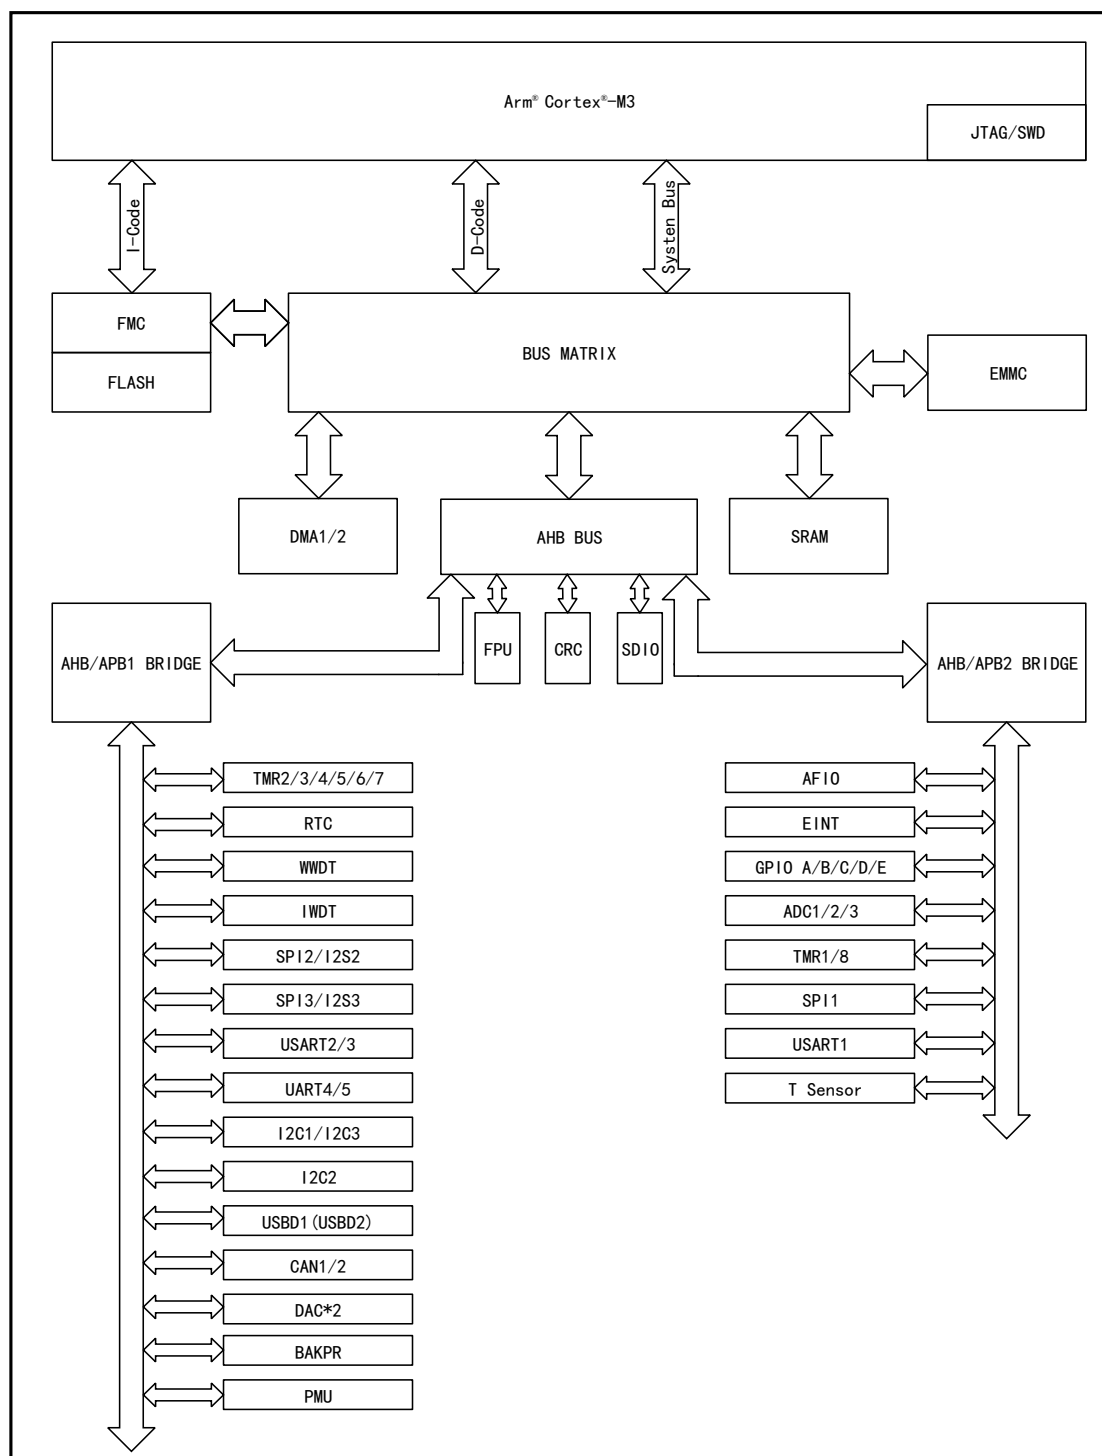 Arm® Cortex®-M3
JTAG/SWD
I-Code
D-Code
Systen Bus
FMC
FLASH
BUS MATRIX
EMMC
DMA1/2
AHB BUS
SRAM
AHB/APB1 BRIDGE
FPU
CRC
SDIO
AHB/APB2 BRIDGE
TMR2/3/4/5/6/7
RTC
WWDT
IWDT
SPI2/I2S2
SPI3/I2S3
USART2/3
UART4/5
I2C1/I2C3
I2C2
USBD1(USBD2)
CAN1/2
DAC*2
BAKPR
PMU
AFIO
EINT
GPIO A/B/C/D/E
ADC1/2/3
TMR1/8
SPI1
USART1
T Sensor